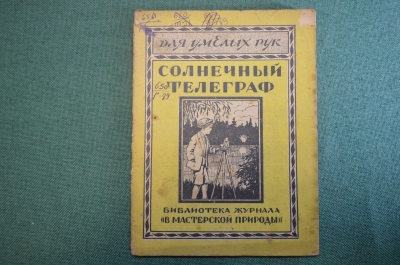 ДЛЯ УМЕЛЫХ РУК
СОЛНЕЧНЫЙ
ТЕЛЕГРАФ
БИБЛИОТЕКА ЖУРНАЛА
«В МАСТЕРСКОЙ ПРИРОДЫ»